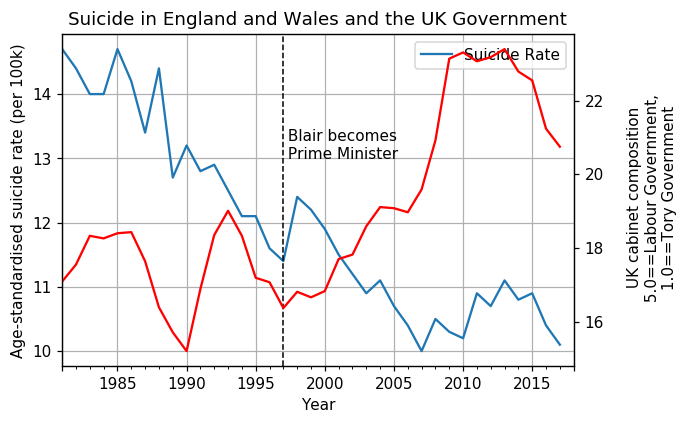 Suicide in England and Wales and the UK Government
Suicide Rate
Blair becomes
Prime Minister
Age-standardised suicide rate (per 100k)
14
13
12
11
10
22
20
18
16
UK cabinet composition
5.0==Labour Government,
1.0==Tory Government
1985 1990 1995 2000 2005 2010 2015
Year